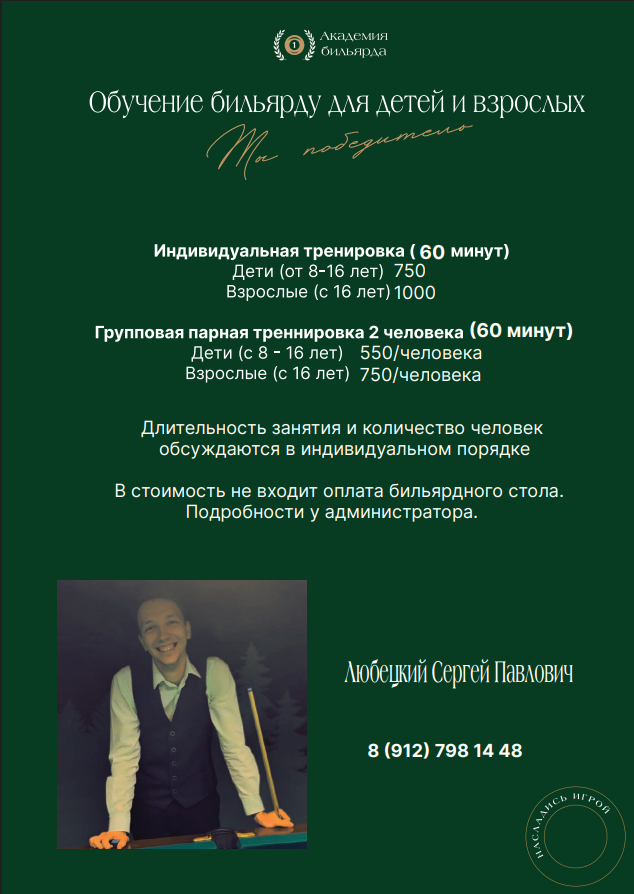 Академия
бильярда
Обучение бильярду для детей и взрослых
Ты победитель
Индивидуальная тренировка ( 60 минут)
Дети (от 8-16 лет) 750
Взрослые (с 16 лет) 1000
Групповая парная треннировка 2 человека (60 минут)
Дети (с 8 - 16 лет) 550/человека
Взрослые (с 16 лет) 750/человека
Длительность занятия и количество человек
обсуждаются в индивидуальном порядке
В стоимость не входит оплата бильярдного стола.
Подробности у администратора.
Любецкий Сергей Павлович
8 (912) 798 14 48
НАСЛАДИСЬ ИГРОЙ